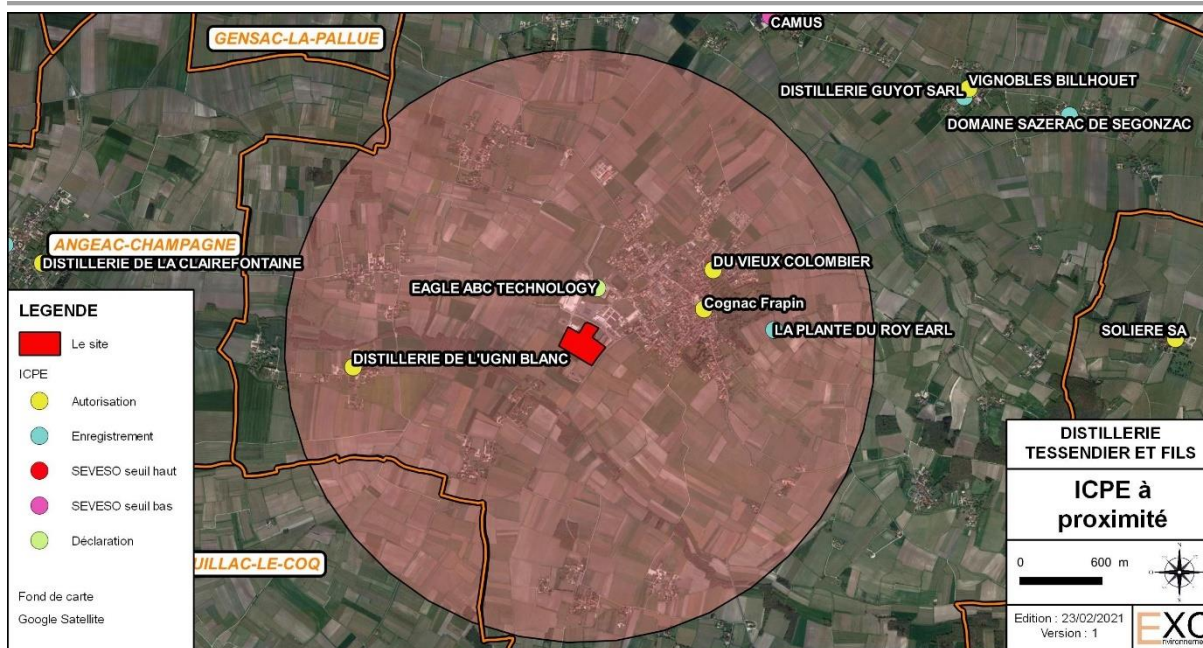 CAMUS
GENSAC-LA-PALLUE
VIGNOBLES BILLHOUET
DISTILLERIE GUYOT SARL
DOMAINE SAZERAC DE SEGONZAC
ANGEAC-CHAMPAGNE
DISTILLERIE DE LA CLAIREFONTAINE
DU VIEUX COLOMBIER
EAGLE ABC TECHNOLOGY
Cognac Frapin
LA PLANTE DU ROY EARL
SOLIERE SA
DISTILLERIE DE L'UGNI BLANC
UILLAC-LE-COQ
LEGENDE
Le site
ICPE
Autorisation
Enregistrement
SEVESO seuil haut
SEVESO seuil bas
Déclaration
Fond de carte
Google Satellite
DISTILLERIE
TESSENDIER ET FILS
ICPE à
proximité
0 600 m
Edition : 23/02/2021
Version : 1
EXO
Environnement